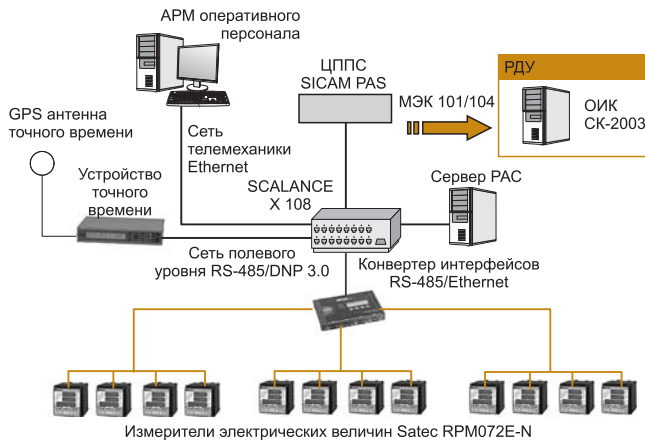 АРМ оперативного
персонала
ЦППС
SICAM PAS
РДУ
МЭК 101/104
ОИК
СК-2003
GPS антенна
точного времени
Сеть
телемеханики
Ethernet
Устройство
точного
времени
SCALANCE
X 108
Сервер РАС
Сеть полевого
уровня RS-485/DNP 3.0
Конвертер интерфейсов
RS-485/Ethernet
Измерители электрических величин Satec RPM072E-N